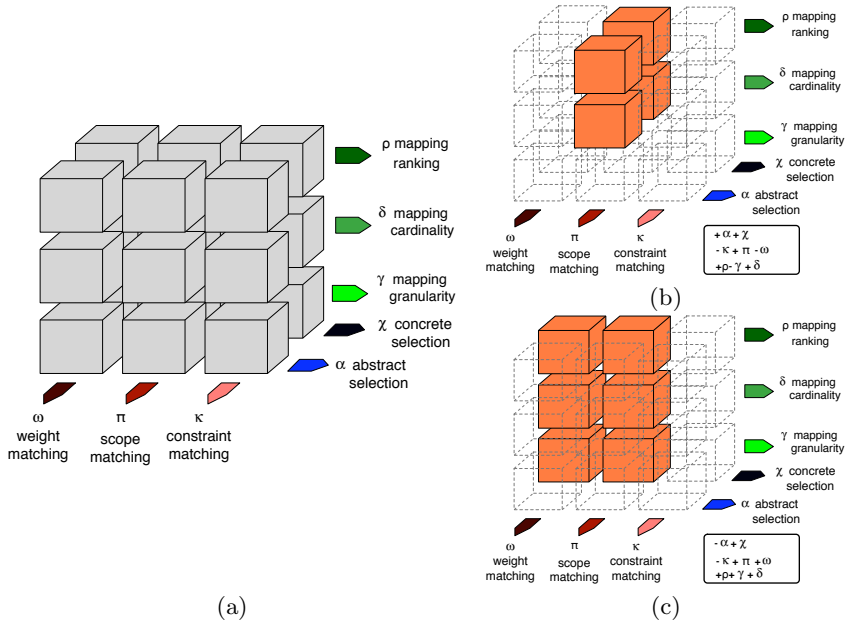 ρ mapping
ranking
δ mapping
cardinality
γ mapping
granularity
χ concrete
selection
α abstract
selection
ω
weight
matching
π
scope
matching
κ
constraint
matching
(a)
ρ mapping
ranking
δ mapping
cardinality
γ mapping
granularity
χ concrete
selection
α abstract
selection
ω
weight
matching
π
scope
matching
κ
constraint
matching
+ α + χ
- κ + π - ω
+ρ- γ + δ
(b)
ρ mapping
ranking
δ mapping
cardinality
γ mapping
granularity
χ concrete
selection
α abstract
selection
ω
weight
matching
π
scope
matching
κ
constraint
matching
- α + χ
- κ + π + ω
+ρ+ γ + δ
(c)